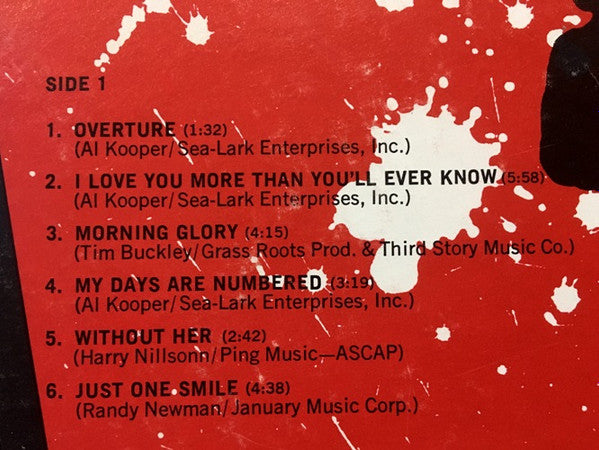 SIDE 1
1. OVERTURE (1:32)
(Al Kooper/Sea-Lark Enterprises, Inc.)
2. I LOVE YOU MORE THAN YOU'LL EVER KNOW (5:58)
(Al Kooper/Sea-Lark Enterprises, Inc.)
3. MORNING GLORY (4:15)
(Tim Buckley/Grass Roots Prod. & Third Story Music Co.)
4. MY DAYS ARE NUMBERED (3:19)
(Al Kooper/Sea-Lark Enterprises, Inc.)
5. WITHOUT HER (2:42)
(Harry Nillsonn/Ping Music—ASCAP)
6. JUST ONE SMILE (4:38)
(Randy Newman/January Music Corp.)